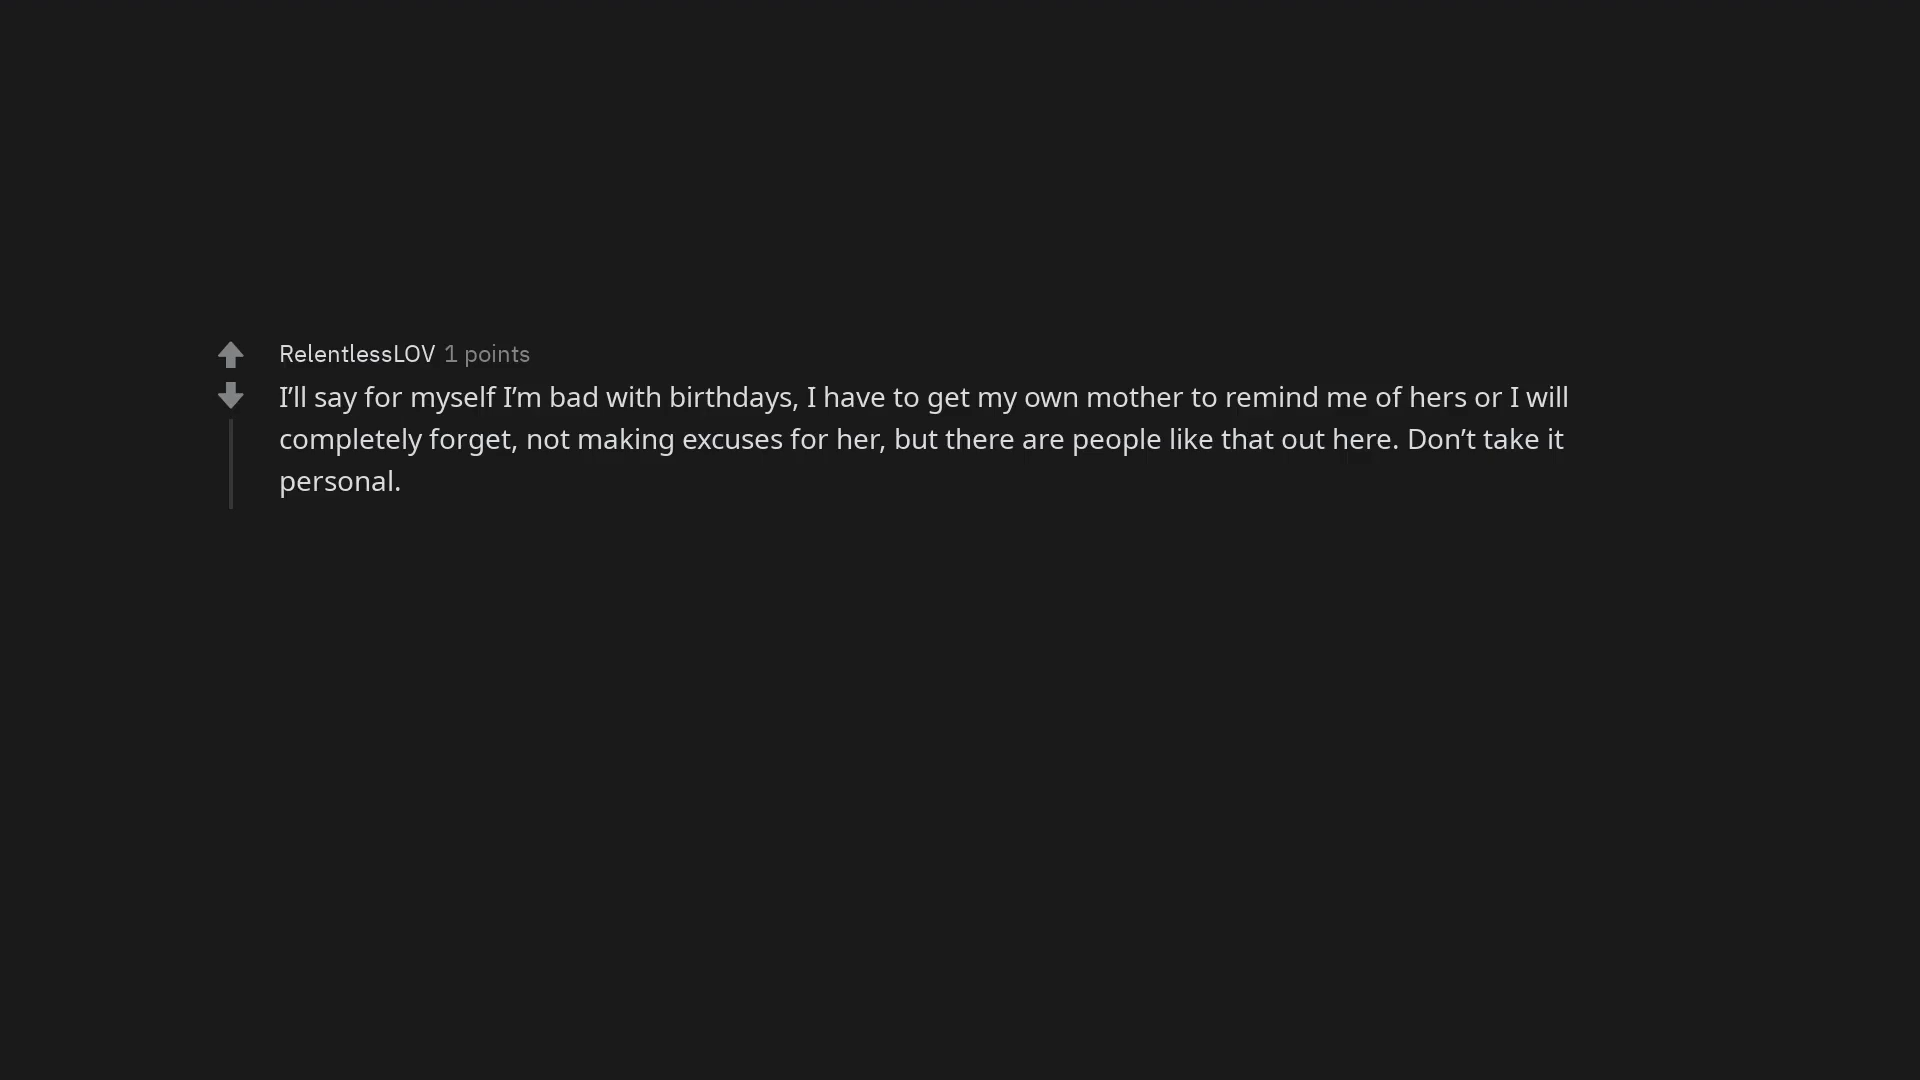 RelentlessLOV 1 points
I’ll say for myself I’m bad with birthdays, I have to get my own mother to remind me of hers or I will
completely forget, not making excuses for her, but there are people like that out here. Don’t take it
personal.